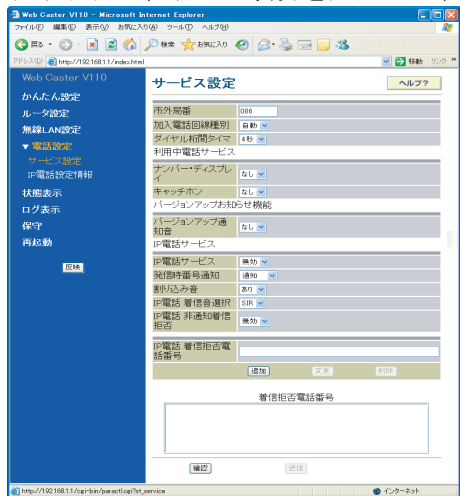 Web Caster V110 - Microsoft Internet Explorer
ファイル(F) 編集(E) 表示(V) お気に入り(A) ツール(T) ヘルプ(H)
戻る 検索 お気に入り
アドレス(D) http://192.168.1.1/index.html 移動 リンク »
Web Caster V110
かんたん設定
ルータ設定
無線LAN設定
▼ 電話設定
サービス設定
IP電話設定情報
状態表示
ログ表示
保守
再起動
反映
サービス設定
ヘルプ?
市外局番 086
加入電話回線種別 自動
ダイヤル桁間タイマ 4秒
利用中電話サービス
ナンバー・ディスプレ
イ なし
キャッチホン なし
バージョンアップお知らせ機能
バージョンアップ通
知音 なし
IP電話サービス
IP電話サービス 無効
発信時番号通知 通知
割り込み音 あり
IP電話 着信音選択 SIR
IP電話 非通知着信
拒否 無効
IP電話 着信拒否電
話番号
追加 変更 削除
着信拒否電話番号
確認 送信
http://192.168.1.1/cgi-bin/paractl.cgi?st_service インターネット